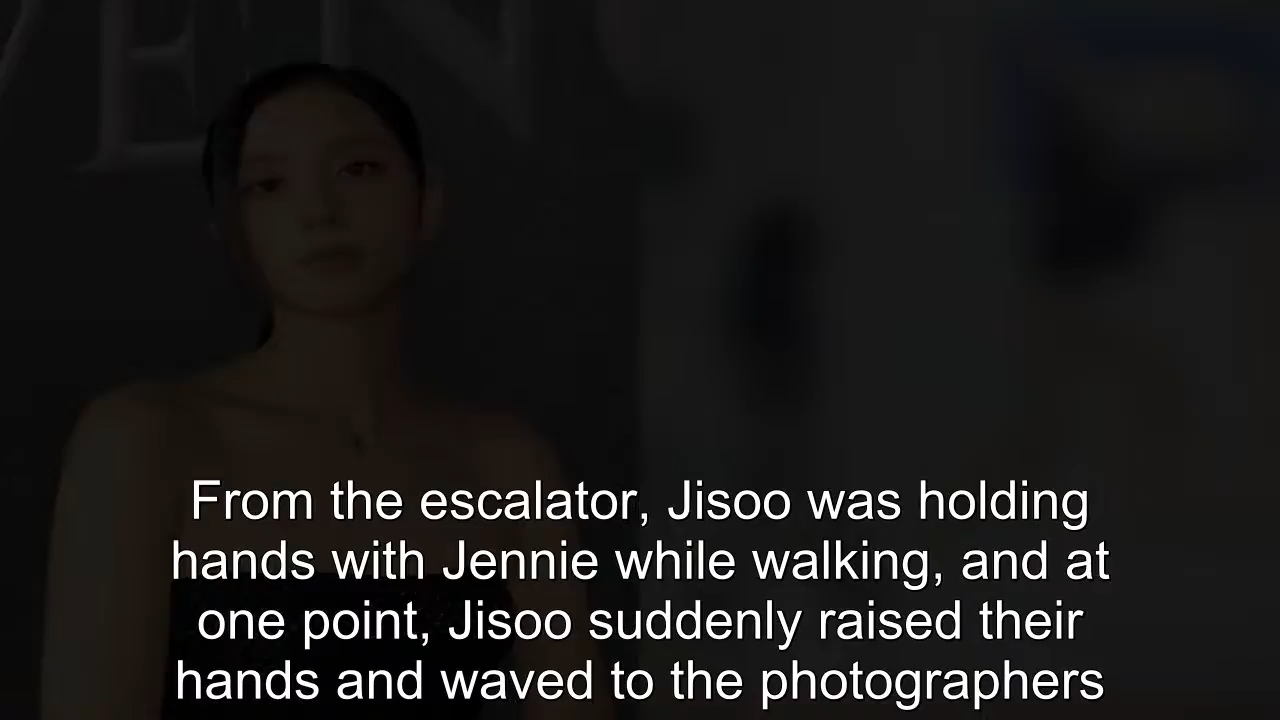 From the escalator, Jisoo was holding
hands with Jennie while walking, and at
one point, Jisoo suddenly raised their
hands and waved to the photographers